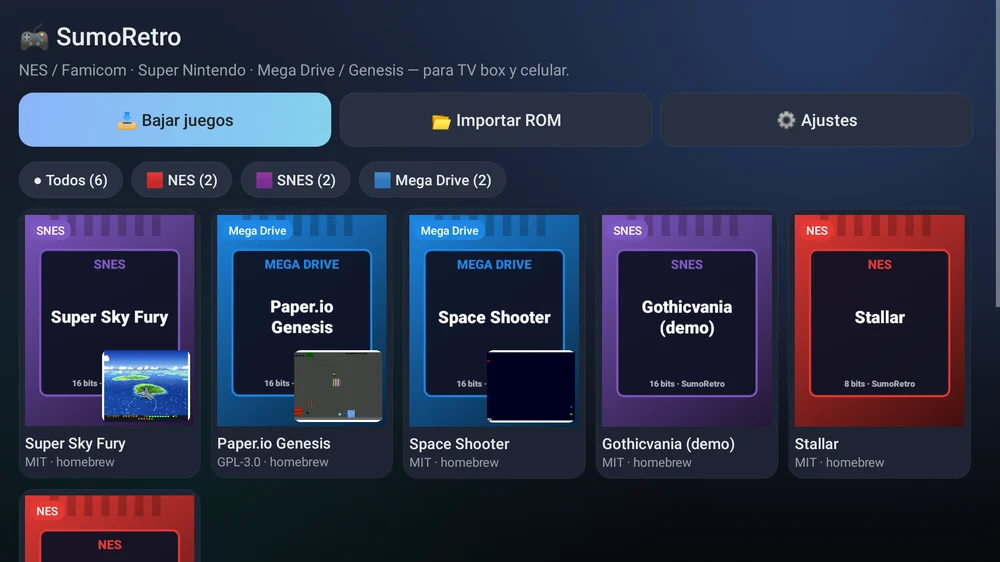 SumoRetro
NES / Famicom · Super Nintendo · Mega Drive / Genesis — para TV box y celular.
Bajar juegos
Importar ROM
Ajustes
● Todos (6)
NES (2)
SNES (2)
Mega Drive (2)
SNES
SNES
Super Sky Fury
16 bits ·
Super Sky Fury
MIT · homebrew
Mega Drive
MEGA DRIVE
Paper.io
Genesis
16 bits
Paper.io Genesis
GPL-3.0 · homebrew
Mega Drive
MEGA DRIVE
Space Shooter
16 bits
Space Shooter
MIT · homebrew
SNES
SNES
Gothicvania
(demo)
16 bits · SumoRetro
Gothicvania (demo)
MIT · homebrew
NES
NES
Stallar
8 bits · SumoRetro
Stallar
MIT · homebrew
NES
NES